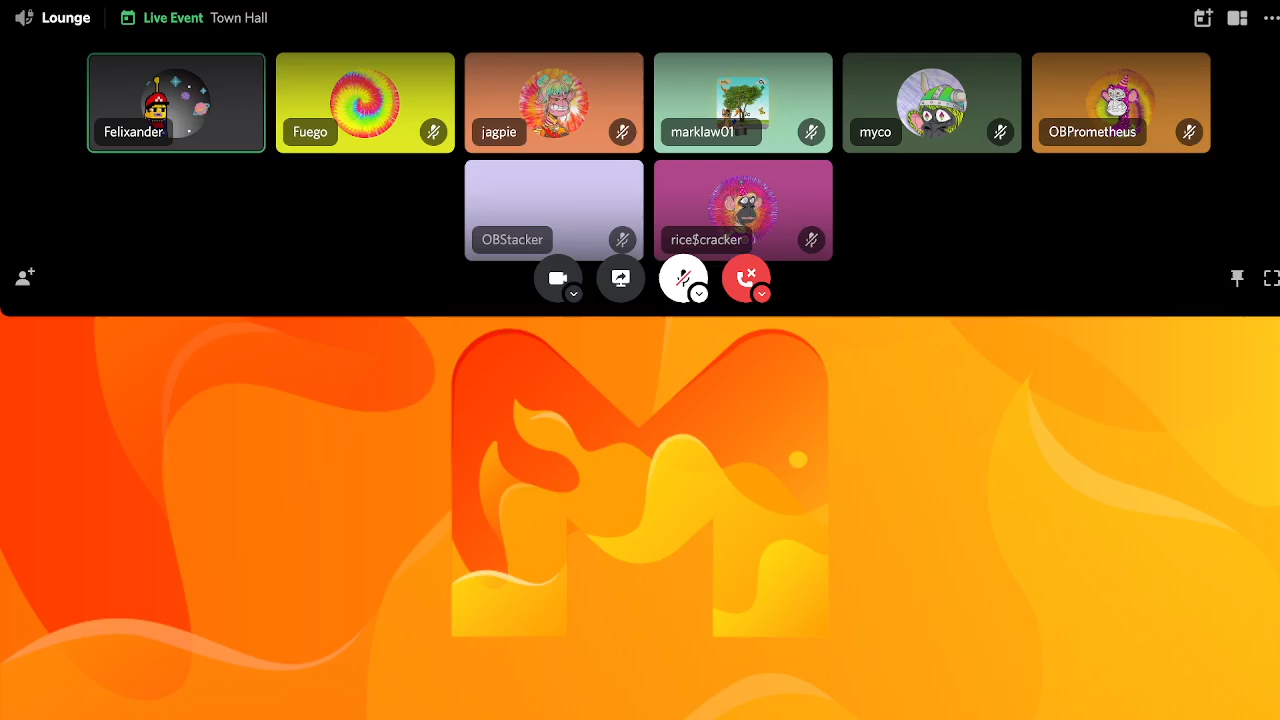 Lounge
Live Event Town Hall
Felixander
Fuego
jagpie
marklaw01
myco
OBPrometheus
OBStacker
rice$cracker
M